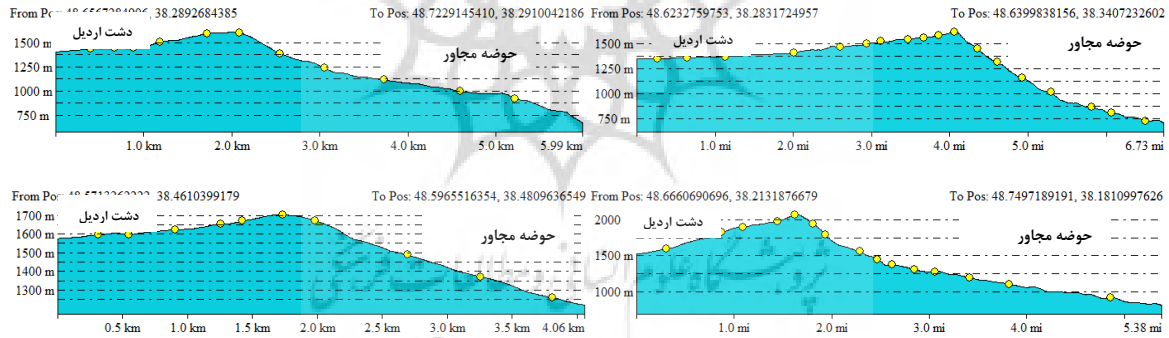 From Pos: 48.6567284906, 38.2892684385 To Pos: 48.7229145410, 38.2910042186
دشت اردبیل
حوضه مجاور
1500 m
1250 m
1000 m
750 m
1.0 km 2.0 km 3.0 km 4.0 km 5.0 km 5.99 km
From Pos: 48.6232759753, 38.2831724957 To Pos: 48.6399838156, 38.3407232602
دشت اردبیل
حوضه مجاور
1500 m
1250 m
1000 m
750 m
1.0 mi 2.0 mi 3.0 mi 4.0 mi 5.0 mi 6.73 mi
From Pos: 38.4610399179 To Pos: 48.5965516354, 38.4809636549
دشت اردبیل
حوضه مجاور
1700 m
1600 m
1500 m
1400 m
1300 m
0.5 km 1.0 km 1.5 km 2.0 km 2.5 km 3.0 km 3.5 km 4.06 km
From Pos: 48.6660690696, 38.2131876679 To Pos: 48.7497189191, 38.1810997626
دشت اردبیل
حوضه مجاور
2000
1500 m
1000 m
1.0 mi 2.0 mi 3.0 mi 4.0 mi 5.38 mi